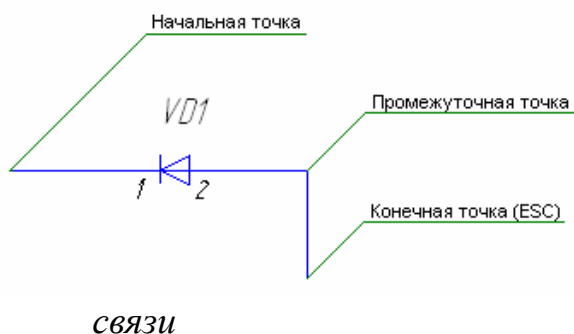 Начальная точка
VD1
Промежуточная точка
1 2
Конечная точка (ESC)
связи